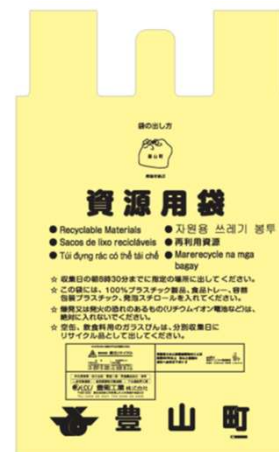 袋の出し方
豊山町
資源用袋
● Recyclable Materials ● 자원용 쓰레기 봉투
● Sacos de lixo recicláveis ● 再利用資源
● Túi đựng rác có thể tái chế ● Marerecycle na mga bagay
☆ 収集日の朝8時30分までに指定の場所に出してください。
☆ この袋には、100%プラスチック製品、食品トレー、容器
包装プラスチック、発泡スチロールを入れてください。
☆ 爆発又は発火の恐れのあるもの(リチウムイオン電池など)は、
絶対に入れないでください。
☆ 空缶、飲食料用のガラスびんは、分別収集日に
リサイクル品として出してください。
豊山町